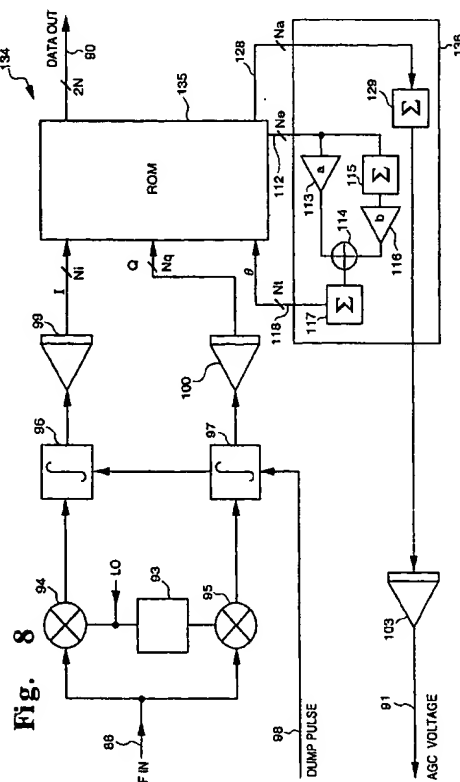 Fig. 8
134
F IN
94
LO
93
95
96
97
99
100
I
Ni
Q
Nq
θ
ROM
135
2N
DATA OUT
90
98
DUMP PULSE
118
Nt
112
Ne
128
Na
113
a
114
115
Σ
116
b
117
Σ
129
Σ
136
103
91
AGC VOLTAGE